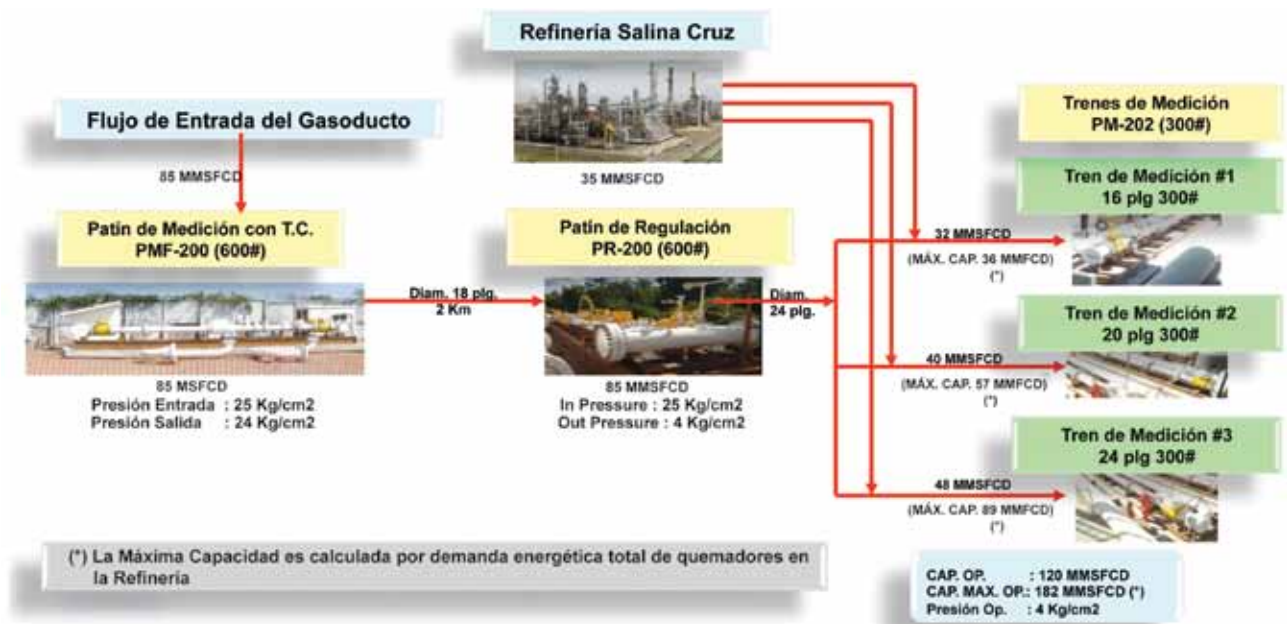 Refinería Salina Cruz
Flujo de Entrada del Gasoducto
85 MMSFCD
35 MMSFCD
Trenes de Medición
PM-202 (300#)
Patín de Medición con T.C.
PMF-200 (600#)
Diam. 18 plg.
2 Km
85 MSFCD
Presión Entrada : 25 Kg/cm2
Presión Salida : 24 Kg/cm2
Patín de Regulación
PR-200 (600#)
Diam.
24 plg.
85 MMSFCD
In Pressure : 25 Kg/cm2
Out Pressure : 4 Kg/cm2
Tren de Medición #1
16 plg 300#
32 MMSFCD
(MÁX. CAP. 36 MMFCD)
(*)
Tren de Medición #2
20 plg 300#
40 MMSFCD
(MÁX. CAP. 57 MMFCD)
(*)
Tren de Medición #3
24 plg 300#
48 MMSFCD
(MÁX. CAP. 89 MMFCD)
(*)
(*) La Máxima Capacidad es calculada por demanda energética total de quemadores en
la Refinería
CAP. OP. : 120 MMSFCD
CAP. MAX. OP.: 182 MMSFCD (*)
Presión Op. : 4 Kg/cm2